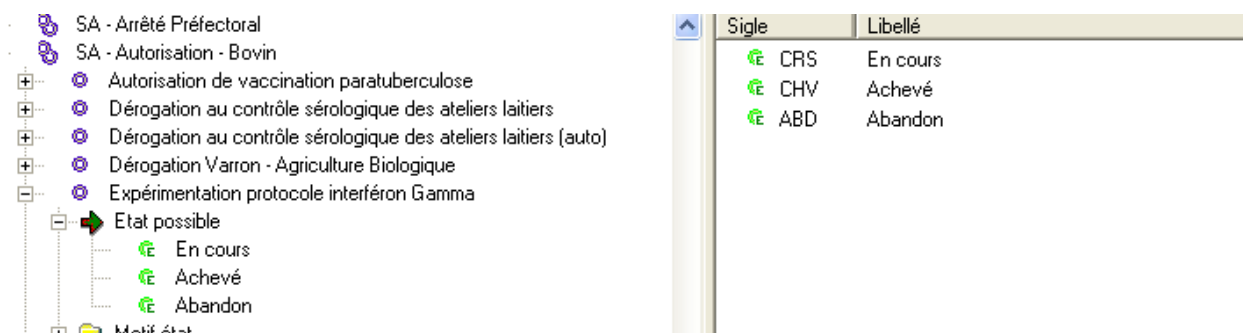 SA - Arrêté Préfectoral
SA - Autorisation - Bovin
Autorisation de vaccination paratuberculose
Dérogation au contrôle sérologique des ateliers laitiers
Dérogation au contrôle sérologique des ateliers laitiers (auto)
Dérogation Varron - Agriculture Biologique
Expérimentation protocole interféron Gamma
Etat possible
En cours
Achevé
Abandon
Motif état
Sigle Libellé
CRS En cours
CHV Achevé
ABD Abandon